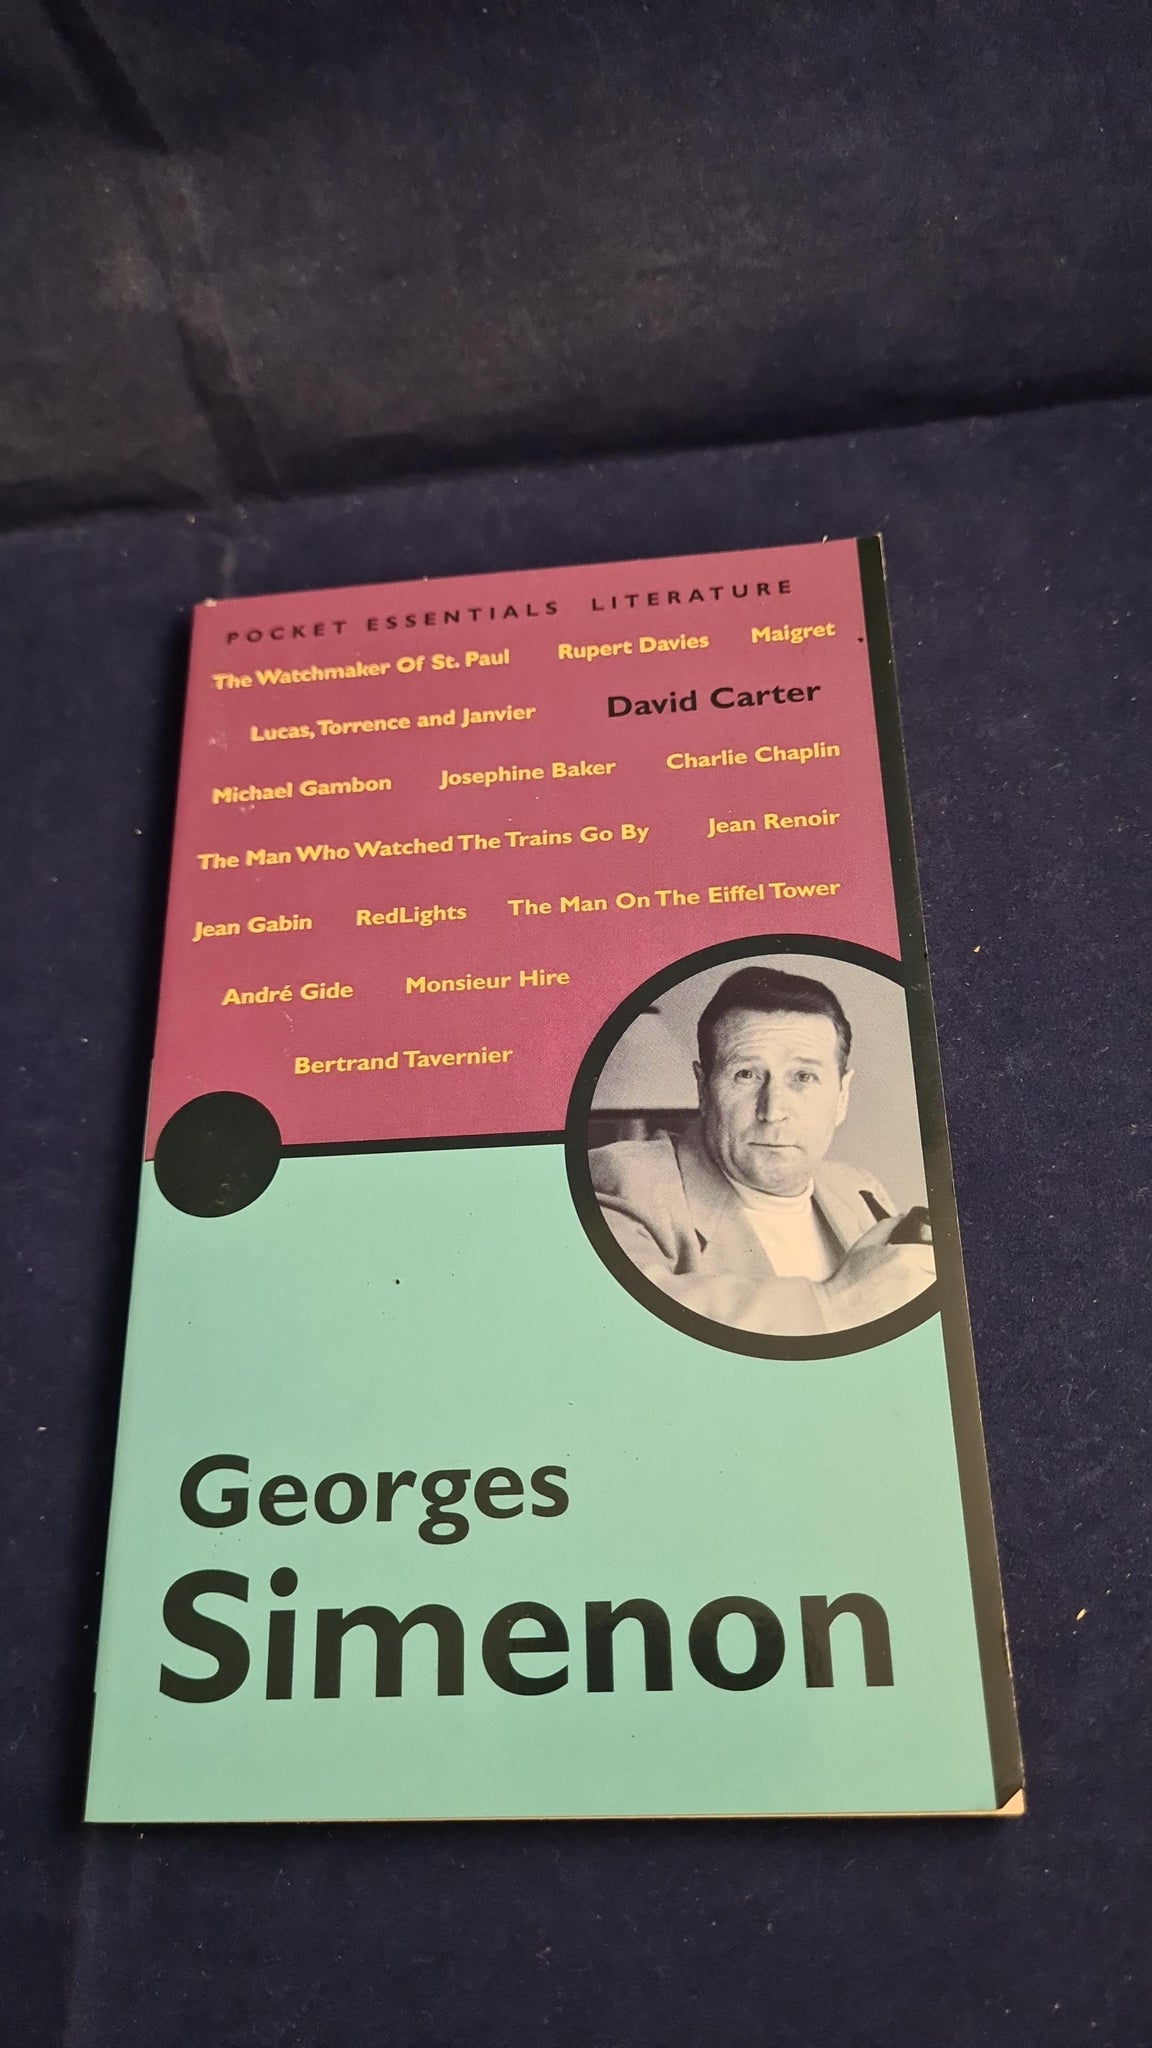 POCKET ESSENTIALS LITERATURE
The Watchmaker Of St. Paul Rupert Davies Maigret
Lucas, Torrence and Janvier David Carter
Michael Gambon Josephine Baker Charlie Chaplin
The Man Who Watched The Trains Go By Jean Renoir
Jean Gabin RedLights The Man On The Eiffel Tower
André Gide Monsieur Hire
Bertrand Tavernier
Georges
Simenon